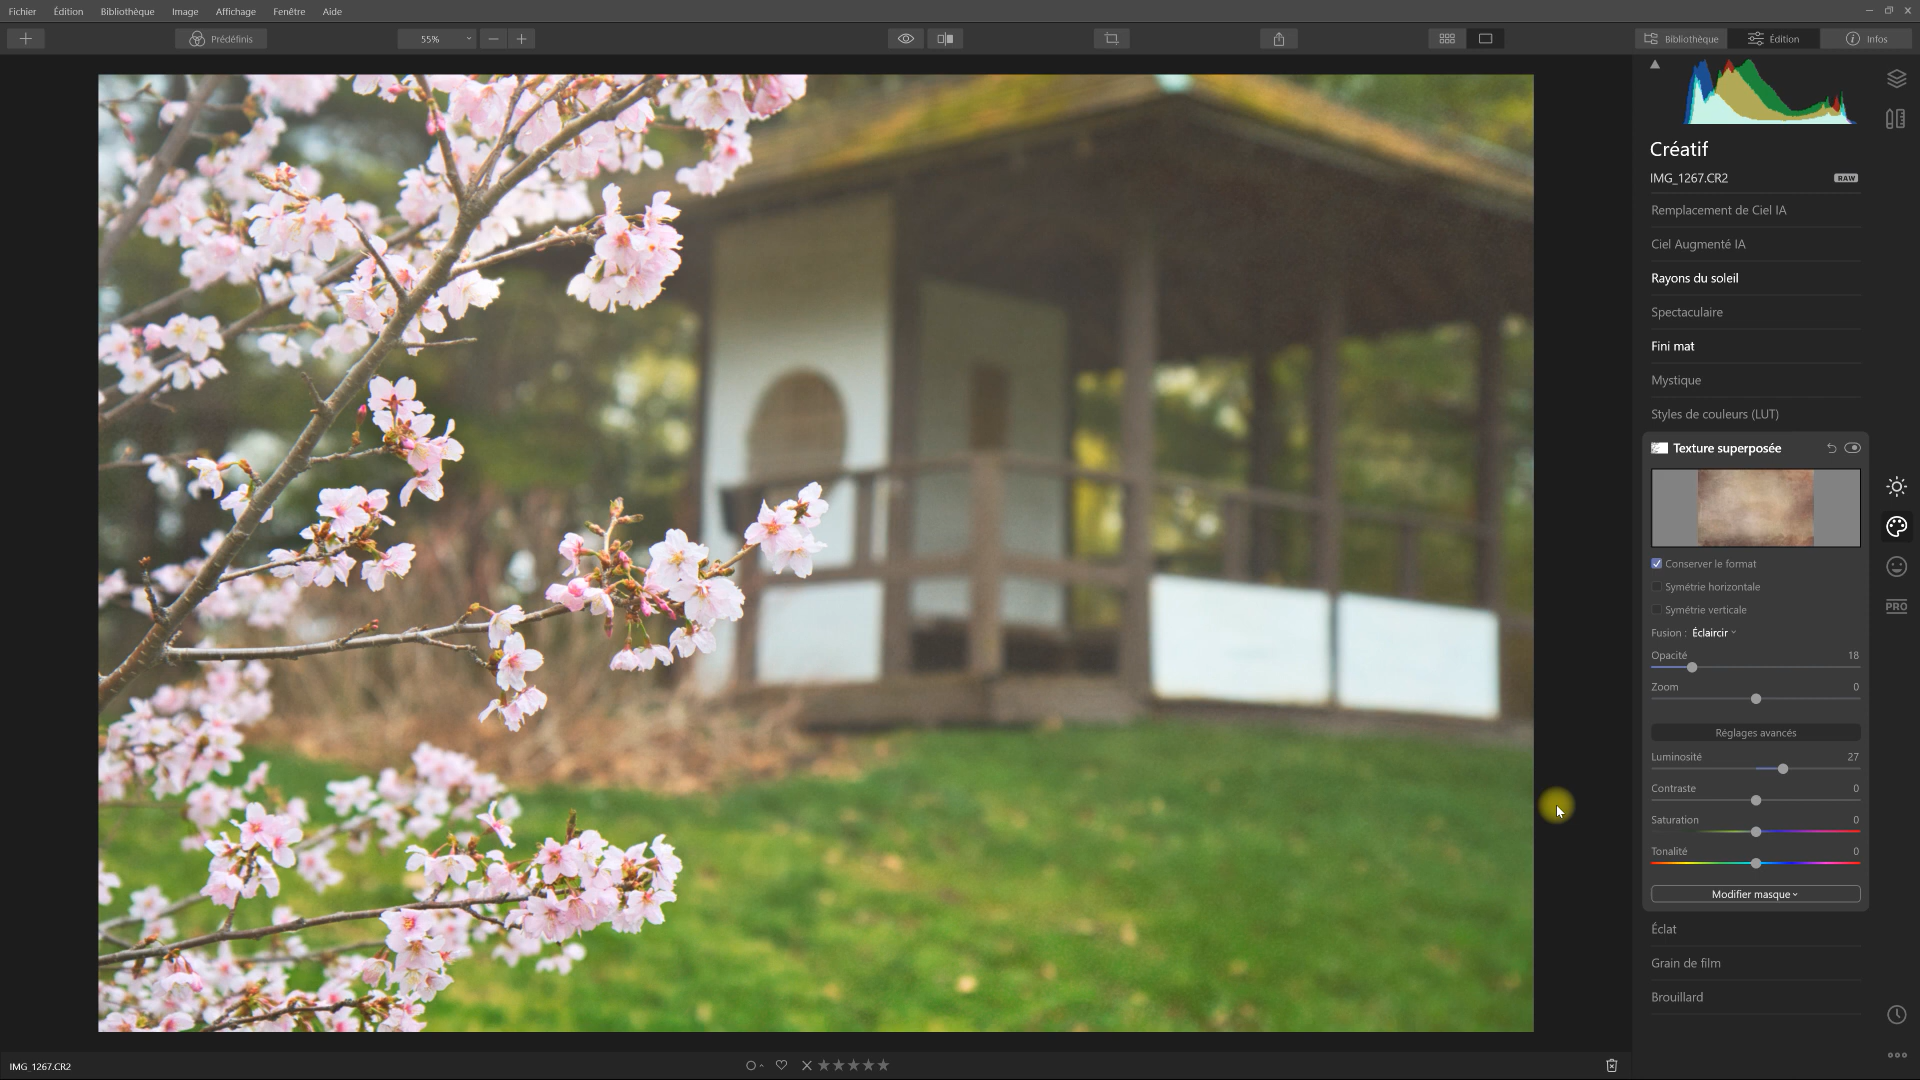 Fichier Édition Bibliothèque Image Affichage Fenêtre Aide
Prédéfinis 55% Bibliothèque Édition Infos
Créatif
IMG_1267.CR2 RAW
Remplacement de Ciel IA
Ciel Augmenté IA
Rayons du soleil
Spectaculaire
Fini mat
Mystique
Styles de couleurs (LUT)
Texture superposée
Conserver le format
Symétrie horizontale
Symétrie verticale
Fusion : Éclaircir
Opacité 18
Zoom 0
Réglages avancés
Luminosité 27
Contraste 0
Saturation 0
Tonalité 0
Modifier masque
Éclat
Grain de film
Brouillard
PRO
IMG_1267.CR2